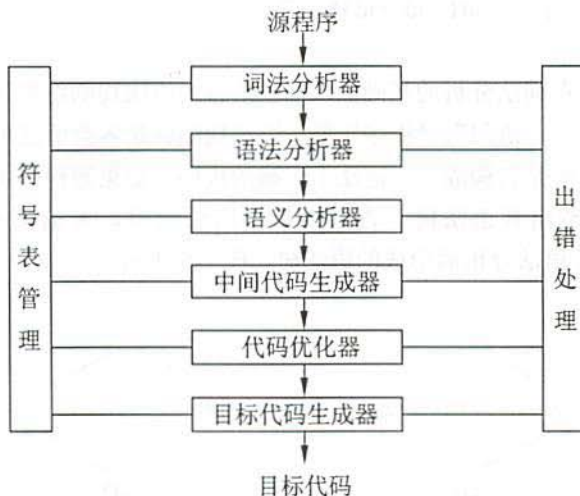 源程序
词法分析器
语法分析器
语义分析器
中间代码生成器
代码优化器
目标代码生成器
目标代码
符号表管理
出错处理